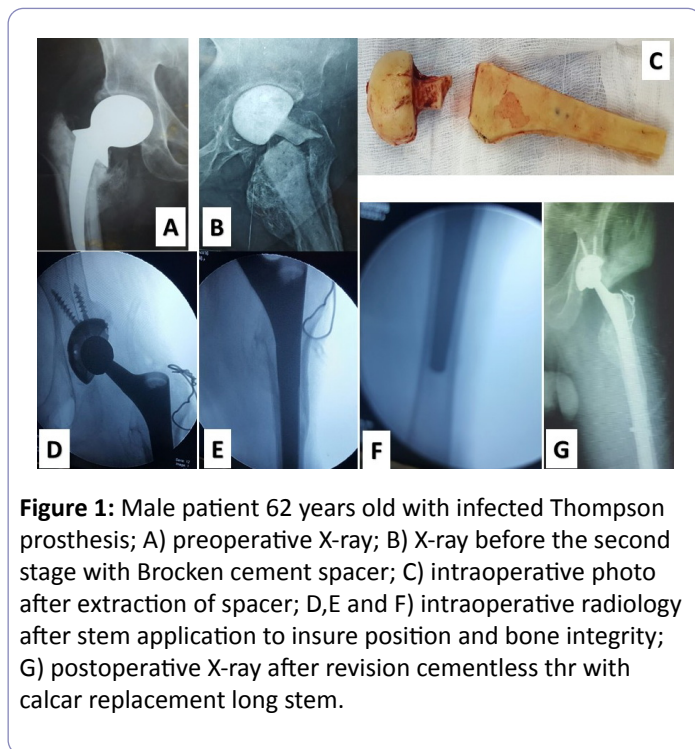 A
B
C
D
E
F
G
Figure 1: Male patient 62 years old with infected Thompson
prosthesis; A) preoperative X-ray; B) X-ray before the second
stage with Brocken cement spacer; C) intraoperative photo
after extraction of spacer; D,E and F) intraoperative radiology
after stem application to insure position and bone integrity;
G) postoperative X-ray after revision cementless thr with
calcar replacement long stem.